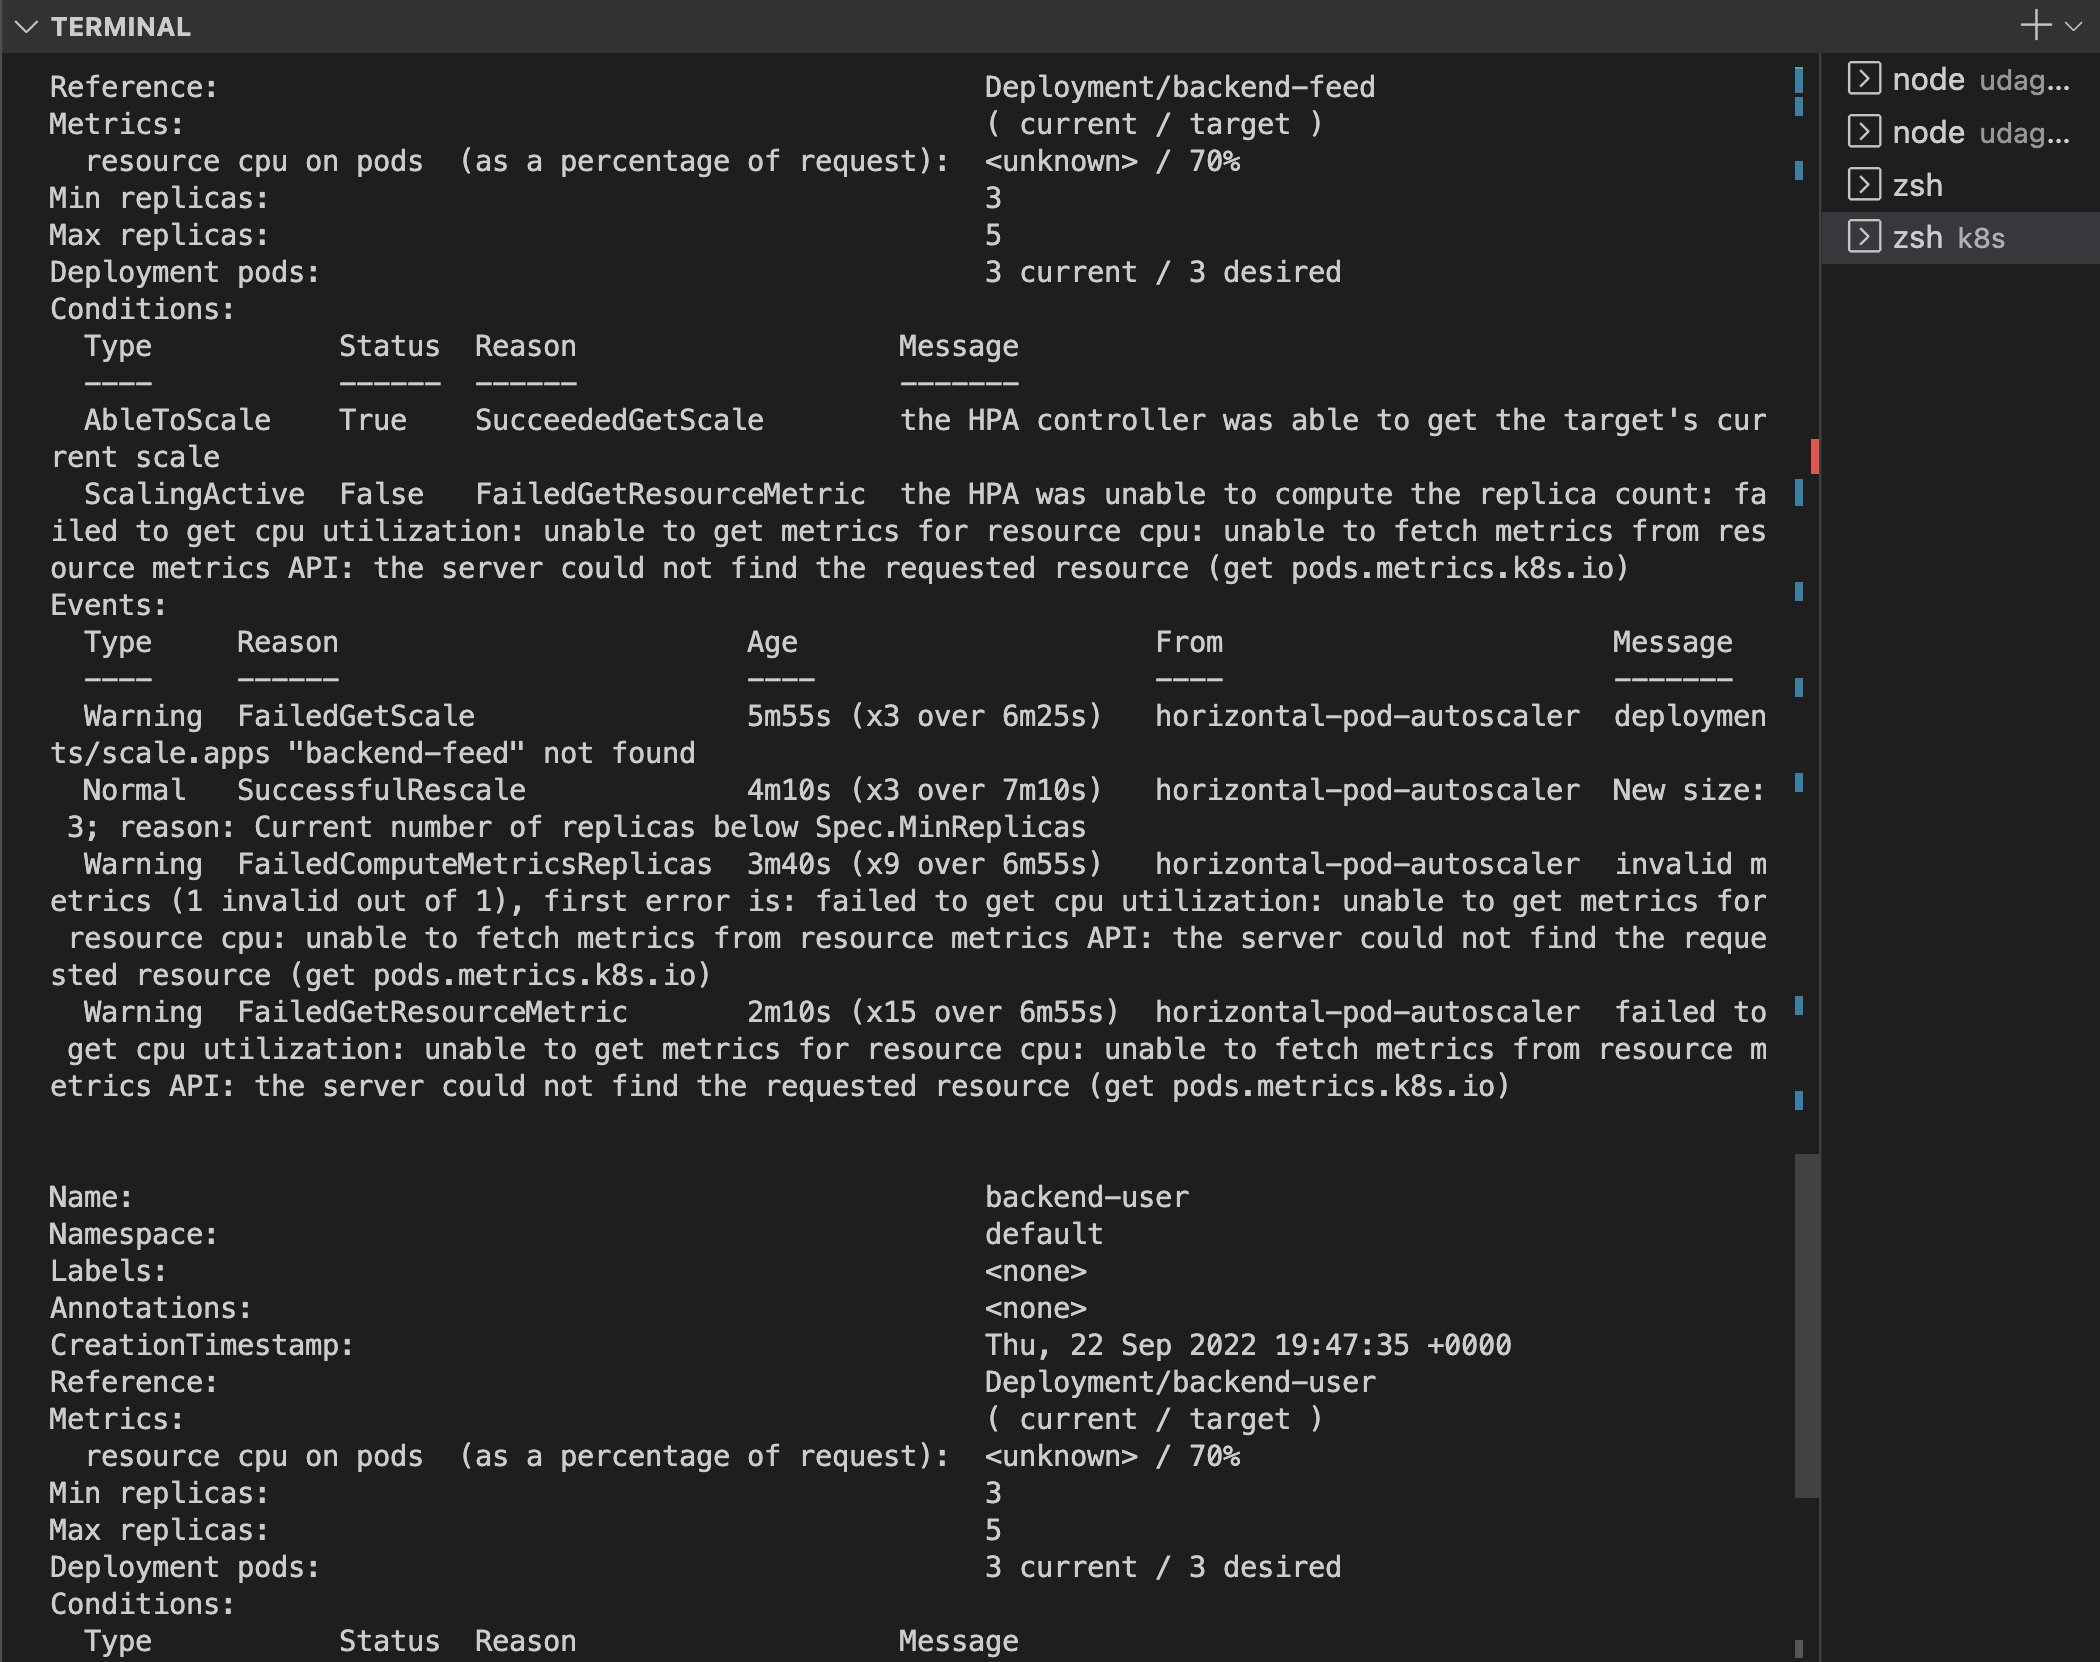 TERMINAL
Reference:                                             Deployment/backend-feed
Metrics:                                               ( current / target )
  resource cpu on pods  (as a percentage of request):  <unknown> / 70%
Min replicas:                                          3
Max replicas:                                          5
Deployment pods:                                       3 current / 3 desired
Conditions:
  Type           Status  Reason                   Message
  ----           ------  ------                   -------
  AbleToScale    True    SucceededGetScale        the HPA controller was able to get the target's cur
rent scale
  ScalingActive  False   FailedGetResourceMetric  the HPA was unable to compute the replica count: fa
iled to get cpu utilization: unable to get metrics for resource cpu: unable to fetch metrics from res
ource metrics API: the server could not find the requested resource (get pods.metrics.k8s.io)
Events:
  Type     Reason                        Age                     From                       Message
  ----     ------                        ----                    ----                       -------
  Warning  FailedGetScale                5m55s (x3 over 6m25s)   horizontal-pod-autoscaler  deploymen
ts/scale.apps "backend-feed" not found
  Normal   SuccessfulRescale             4m10s (x3 over 7m10s)   horizontal-pod-autoscaler  New size:
 3; reason: Current number of replicas below Spec.MinReplicas
  Warning  FailedComputeMetricsReplicas  3m40s (x9 over 6m55s)   horizontal-pod-autoscaler  invalid m
etrics (1 invalid out of 1), first error is: failed to get cpu utilization: unable to get metrics for
 resource cpu: unable to fetch metrics from resource metrics API: the server could not find the reque
sted resource (get pods.metrics.k8s.io)
  Warning  FailedGetResourceMetric       2m10s (x15 over 6m55s)  horizontal-pod-autoscaler  failed to
 get cpu utilization: unable to get metrics for resource cpu: unable to fetch metrics from resource m
etrics API: the server could not find the requested resource (get pods.metrics.k8s.io)
Name:                                                  backend-user
Namespace:                                             default
Labels:                                                <none>
Annotations:                                           <none>
CreationTimestamp:                                     Thu, 22 Sep 2022 19:47:35 +0000
Reference:                                             Deployment/backend-user
Metrics:                                               ( current / target )
  resource cpu on pods  (as a percentage of request):  <unknown> / 70%
Min replicas:                                          3
Max replicas:                                          5
Deployment pods:                                       3 current / 3 desired
Conditions:
  Type           Status  Reason                   Message
node udag...
node udag...
zsh
zsh k8s